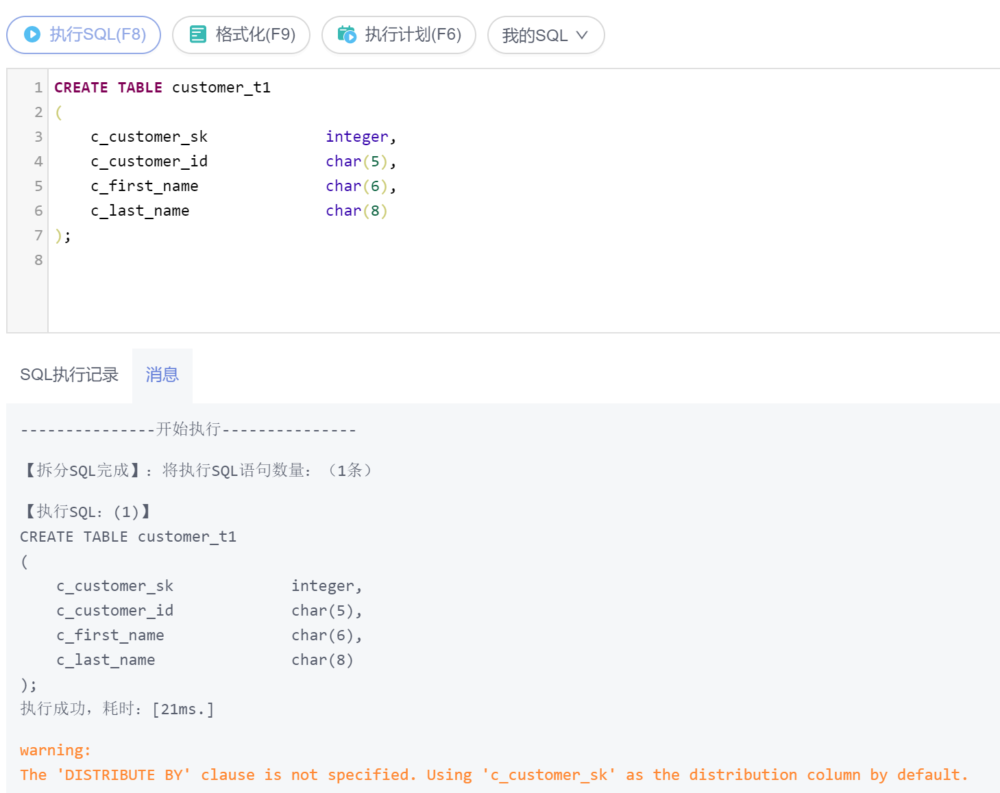 执行SQL(F8) 格式化(F9) 执行计划(F6) 我的SQL
1 CREATE TABLE customer_t1
2 (
3     c_customer_sk             integer,
4     c_customer_id             char(5),
5     c_first_name              char(6),
6     c_last_name               char(8)
7 );
8
SQL执行记录 消息
---------------开始执行---------------
【拆分SQL完成】：将执行SQL语句数量：（1条）
【执行SQL：(1)】
CREATE TABLE customer_t1
(
    c_customer_sk             integer,
    c_customer_id             char(5),
    c_first_name              char(6),
    c_last_name               char(8)
);
执行成功，耗时：[21ms.]
warning:
The 'DISTRIBUTE BY' clause is not specified. Using 'c_customer_sk' as the distribution column by default.